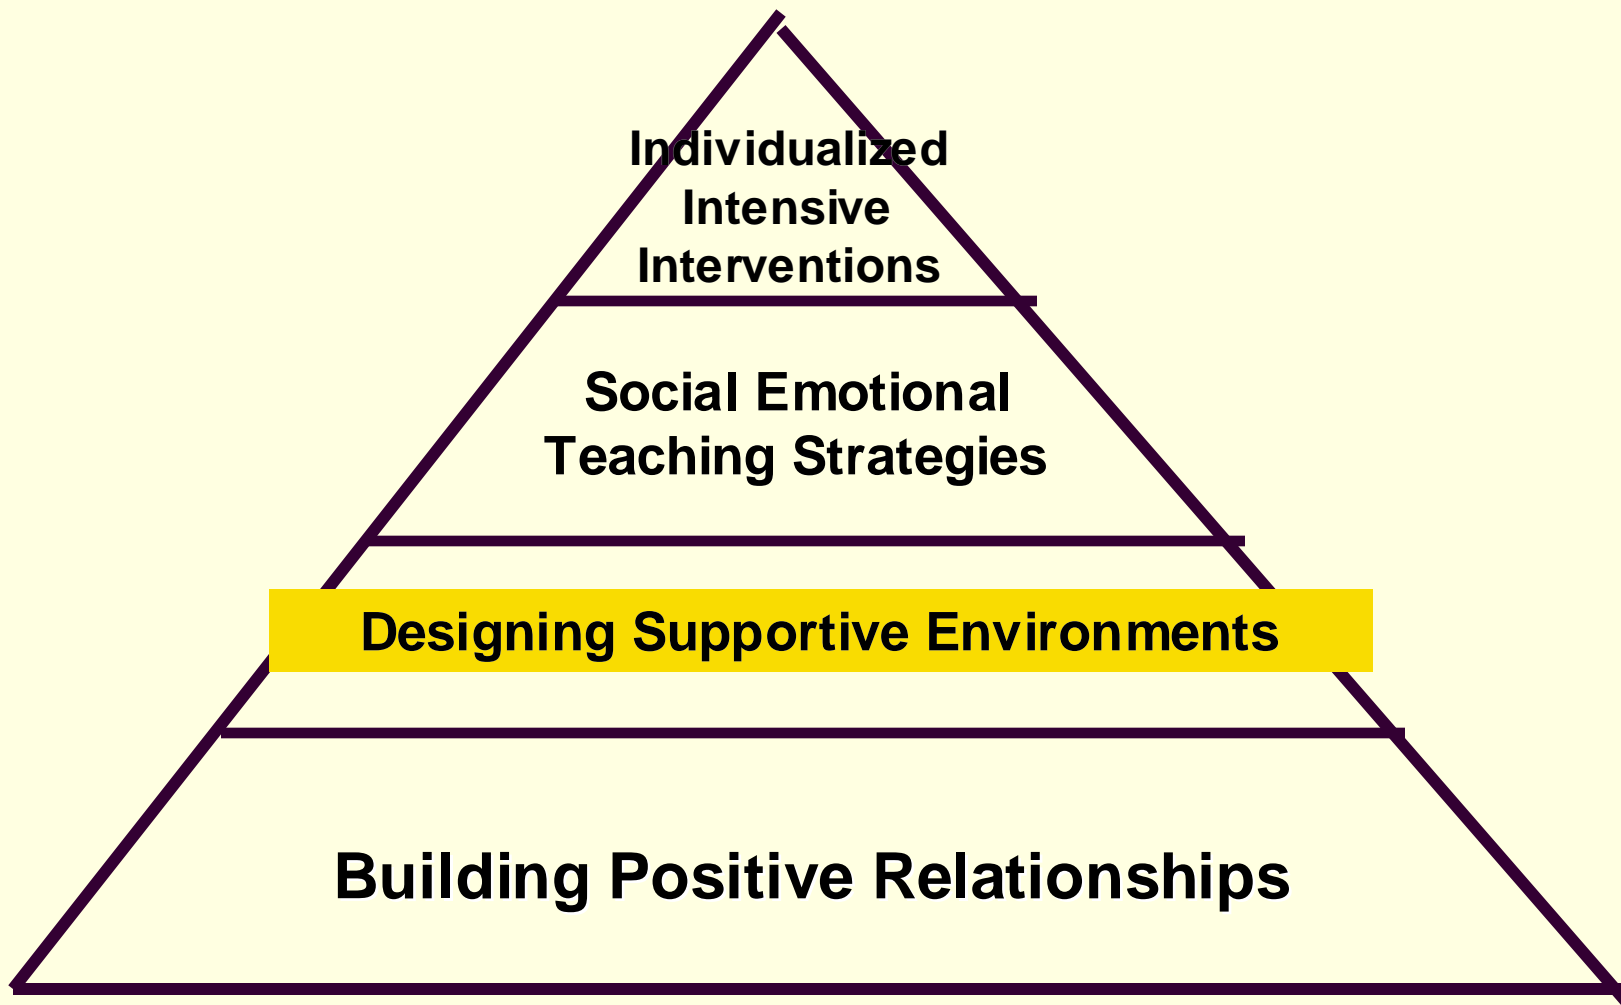 Individualized
Intensive
Interventions
Social Emotional
Teaching Strategies
Designing Supportive Environments
Building Positive Relationships